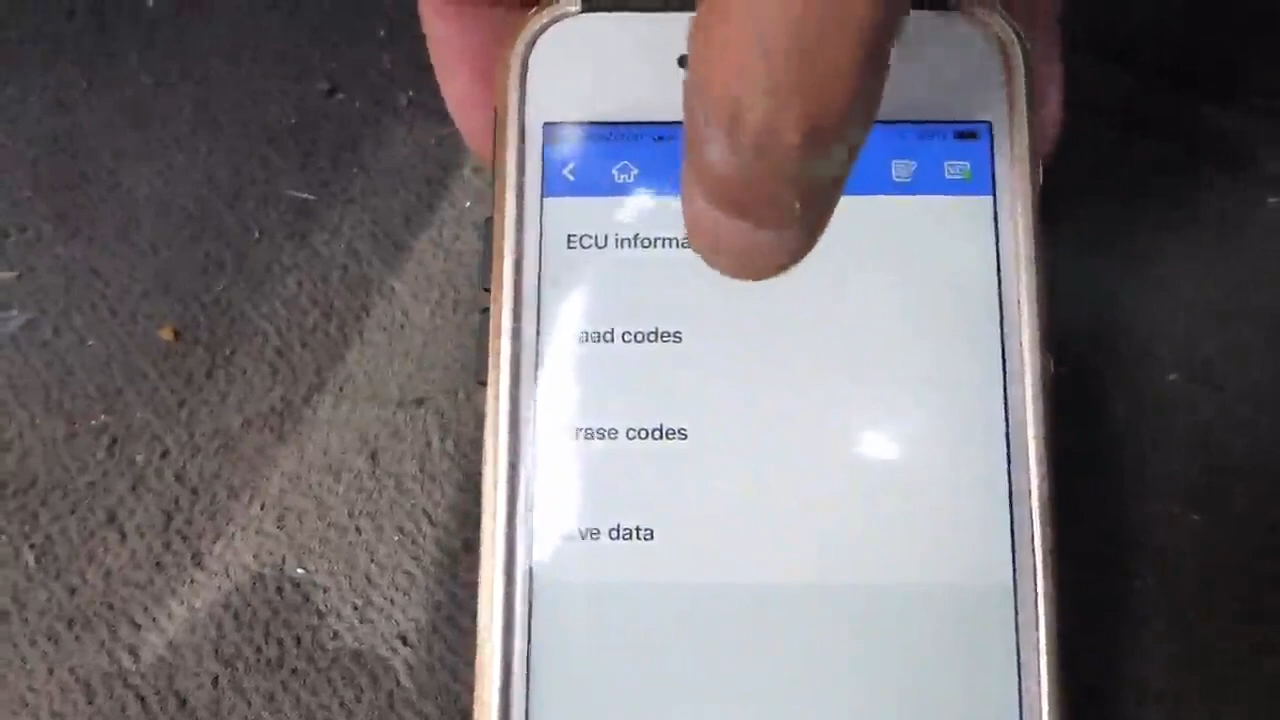 ECU informa
ead codes
rase codes
ve data